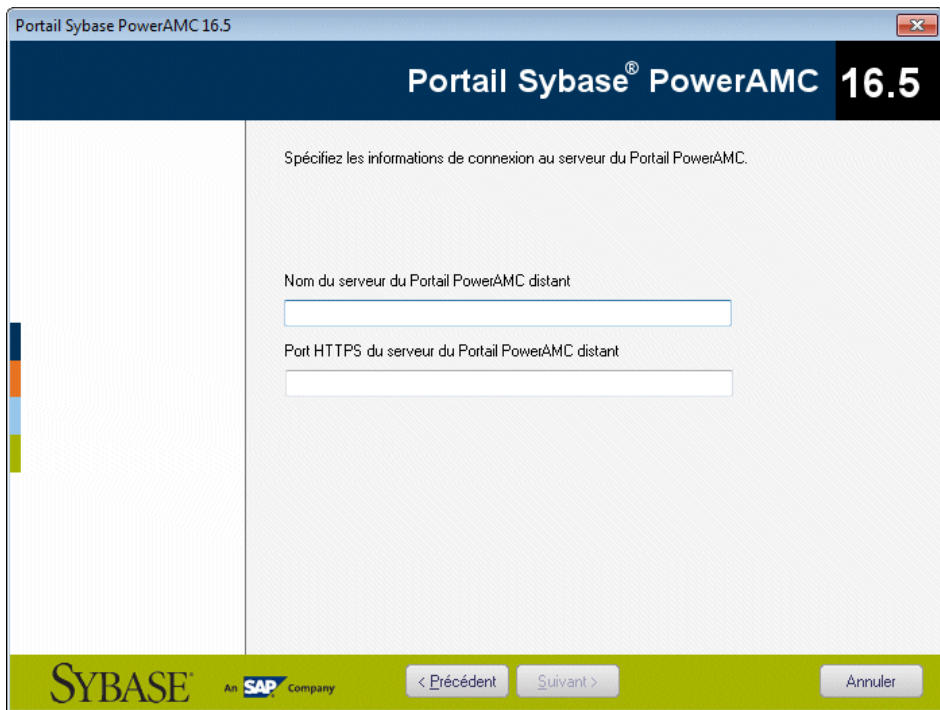 Portail Sybase PowerAMC 16.5
Portail Sybase® PowerAMC 16.5
Spécifiez les informations de connexion au serveur du Portail PowerAMC.
Nom du serveur du Portail PowerAMC distant
Port HTTPS du serveur du Portail PowerAMC distant
SYBASE An SAP Company < Précédent Suivant > Annuler